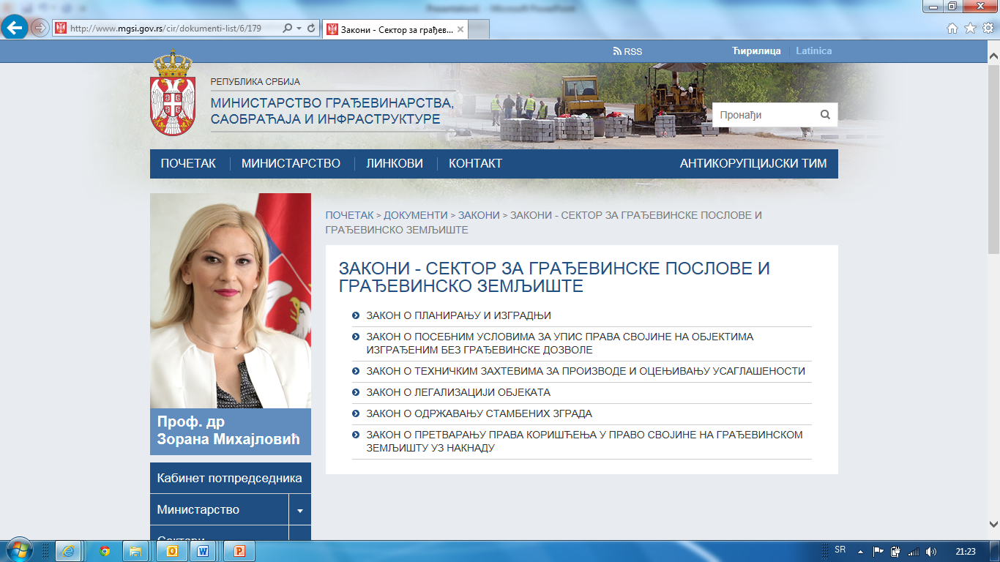 Presentation1 - Microsoft PowerPoint
http://www.mgsi.gov.rs/cir/dokumenti-list/6/179
Закони - Сектор за грађев...
RSS
Ћирилица
Latinica
РЕПУБЛИКА СРБИЈА
МИНИСТАРСТВО ГРАЂЕВИНАРСТВА,
САОБРАЋАЈА И ИНФРАСТРУКТУРЕ
Пронађи
ПОЧЕТАК
МИНИСТАРСТВО
ЛИНКОВИ
КОНТАКТ
АНТИКОРУПЦИЈСКИ ТИМ
ПОЧЕТАК > ДОКУМЕНТИ > ЗАКОНИ > ЗАКОНИ - СЕКТОР ЗА ГРАЂЕВИНСКЕ ПОСЛОВЕ И
ГРАЂЕВИНСКО ЗЕМЉИШТЕ
ЗАКОНИ - СЕКТОР ЗА ГРАЂЕВИНСКЕ ПОСЛОВЕ И
ГРАЂЕВИНСКО ЗЕМЉИШТЕ
ЗАКОН О ПЛАНИРАЊУ И ИЗГРАДЊИ
ЗАКОН О ПОСЕБНИМ УСЛОВИМА ЗА УПИС ПРАВА СВОЈИНЕ НА ОБЈЕКТИМА
ИЗГРАЂЕНИМ БЕЗ ГРАЂЕВИНСКЕ ДОЗВОЛЕ
ЗАКОН О ТЕХНИЧКИМ ЗАХТЕВИМА ЗА ПРОИЗВОДЕ И ОЦЕЊИВАЊУ УСАГЛАШЕНОСТИ
ЗАКОН О ЛЕГАЛИЗАЦИЈИ ОБЈЕКАТА
ЗАКОН О ОДРЖАВАЊУ СТАМБЕНИХ ЗГРАДА
ЗАКОН О ПРЕТВАРАЊУ ПРАВА КОРИШЋЕЊА У ПРАВО СВОЈИНЕ НА ГРАЂЕВИНСКОМ
ЗЕМЉИШТУ УЗ НАКНАДУ
Проф. др
Зорана Михајловић
Кабинет потпредседника
Министарство
Сектори
SR
21:23